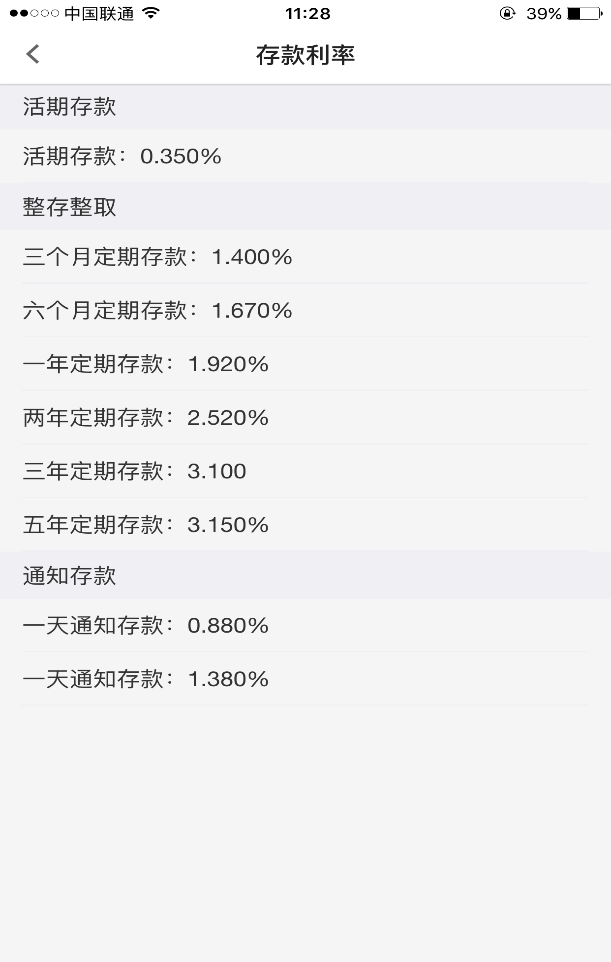 中国联通 11:28 39%
存款利率
活期存款
活期存款：0.350%
整存整取
三个月定期存款：1.400%
六个月定期存款：1.670%
一年定期存款：1.920%
两年定期存款：2.520%
三年定期存款：3.100
五年定期存款：3.150%
通知存款
一天通知存款：0.880%
一天通知存款：1.380%